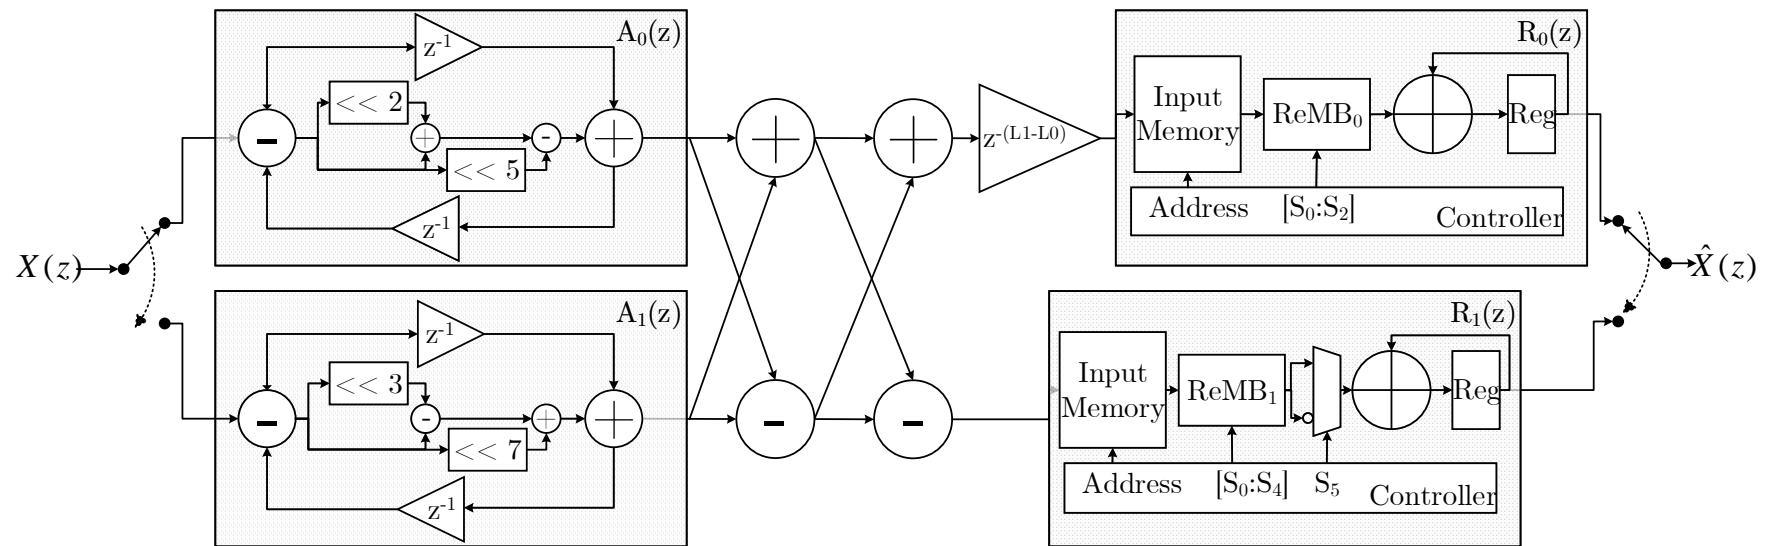 X(z)
A₀(z)
z⁻¹
-
<< 2
+
-
+
<< 5
z⁻¹
A₁(z)
z⁻¹
-
<< 3
-
+
+
<< 7
z⁻¹
+
+
-
-
z⁻⁽ᴸ¹⁻ᴸ⁰⁾
R₀(z)
Input
Memory
ReMB₀
+
Reg
Address
[S₀:S₂]
Controller
R₁(z)
Input
Memory
ReMB₁
+
Reg
Address
[S₀:S₄]
S₅
Controller
X̂(z)